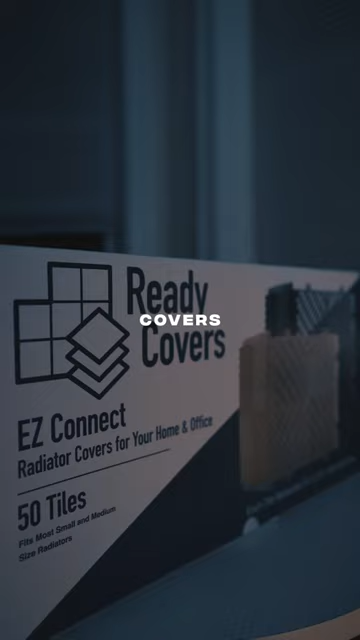 Ready
COVERS
Covers
EZ Connect
Radiator Covers for Your Home & Office
50 Tiles
Fits Most Small and Medium
Size Radiators